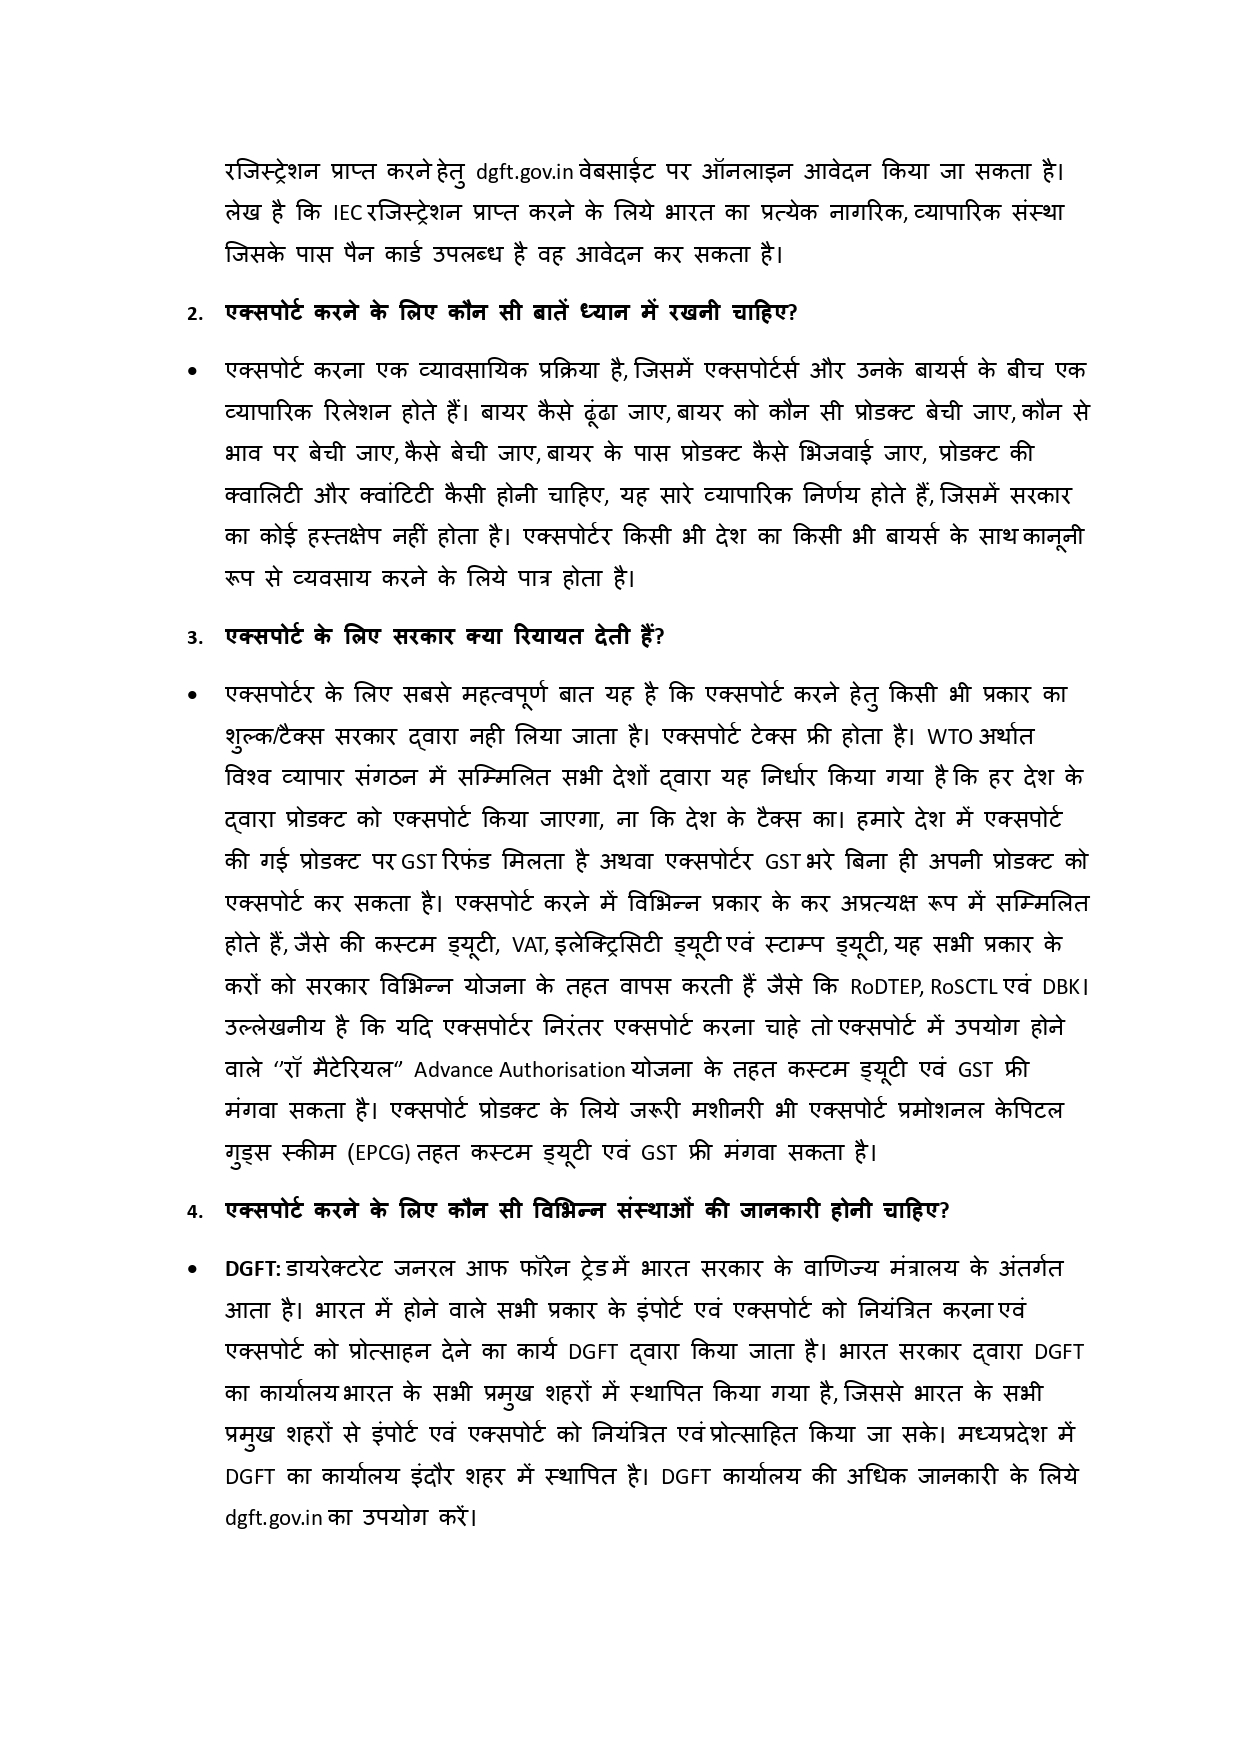 रजिस्ट्रेशन प्राप्त करने हेतु dgft.gov.in वेबसाईट पर ऑनलाइन आवेदन किया जा सकता है।
लेख है कि IEC रजिस्ट्रेशन प्राप्त करने के लिये भारत का प्रत्येक नागरिक, व्यापारिक संस्था
जिसके पास पैन कार्ड उपलब्ध है वह आवेदन कर सकता है।
2. एक्सपोर्ट करने के लिए कौन सी बातें ध्यान में रखनी चाहिए?
• एक्सपोर्ट करना एक व्यावसायिक प्रक्रिया है, जिसमें एक्सपोर्टर्स और उनके बायर्स के बीच एक
व्यापारिक रिलेशन होते हैं। बायर कैसे ढूंढा जाए, बायर को कौन सी प्रोडक्ट बेची जाए, कौन से
भाव पर बेची जाए, कैसे बेची जाए, बायर के पास प्रोडक्ट कैसे भिजवाई जाए, प्रोडक्ट की
क्वालिटी और क्वांटिटी कैसी होनी चाहिए, यह सारे व्यापारिक निर्णय होते हैं, जिसमें सरकार
का कोई हस्तक्षेप नहीं होता है। एक्सपोर्टर किसी भी देश का किसी भी बायर्स के साथ कानूनी
रूप से व्यवसाय करने के लिये पात्र होता है।
3. एक्सपोर्ट के लिए सरकार क्या रियायत देती हैं?
• एक्सपोर्टर के लिए सबसे महत्वपूर्ण बात यह है कि एक्सपोर्ट करने हेतु किसी भी प्रकार का
शुल्क/टैक्स सरकार द्वारा नही लिया जाता है। एक्सपोर्ट टेक्स फ्री होता है। WTO अर्थात
विश्व व्यापार संगठन में सम्मिलित सभी देशों द्वारा यह निर्धार किया गया है कि हर देश के
द्वारा प्रोडक्ट को एक्सपोर्ट किया जाएगा, ना कि देश के टैक्स का। हमारे देश में एक्सपोर्ट
की गई प्रोडक्ट पर GST रिफंड मिलता है अथवा एक्सपोर्टर GST भरे बिना ही अपनी प्रोडक्ट को
एक्सपोर्ट कर सकता है। एक्सपोर्ट करने में विभिन्न प्रकार के कर अप्रत्यक्ष रूप में सम्मिलित
होते हैं, जैसे की कस्टम ड्यूटी, VAT, इलेक्ट्रिसिटी ड्यूटी एवं स्टाम्प ड्यूटी, यह सभी प्रकार के
करों को सरकार विभिन्न योजना के तहत वापस करती हैं जैसे कि RoDTEP, RoSCTL एवं DBK।
उल्लेखनीय है कि यदि एक्सपोर्टर निरंतर एक्सपोर्ट करना चाहे तो एक्सपोर्ट में उपयोग होने
वाले ‘’रॉ मैटेरियल“ Advance Authorisation योजना के तहत कस्टम ड्यूटी एवं GST फ्री
मंगवा सकता है। एक्सपोर्ट प्रोडक्ट के लिये जरूरी मशीनरी भी एक्सपोर्ट प्रमोशनल केपिटल
गुड्स स्कीम (EPCG) तहत कस्टम ड्यूटी एवं GST फ्री मंगवा सकता है।
4. एक्सपोर्ट करने के लिए कौन सी विभिन्न संस्थाओं की जानकारी होनी चाहिए?
• DGFT: डायरेक्टरेट जनरल आफ फॉरेन ट्रेड में भारत सरकार के वाणिज्य मंत्रालय के अंतर्गत
आता है। भारत में होने वाले सभी प्रकार के इंपोर्ट एवं एक्सपोर्ट को नियंत्रित करना एवं
एक्सपोर्ट को प्रोत्साहन देने का कार्य DGFT द्वारा किया जाता है। भारत सरकार द्वारा DGFT
का कार्यालय भारत के सभी प्रमुख शहरों में स्थापित किया गया है, जिससे भारत के सभी
प्रमुख शहरों से इंपोर्ट एवं एक्सपोर्ट को नियंत्रित एवं प्रोत्साहित किया जा सके। मध्यप्रदेश में
DGFT का कार्यालय इंदौर शहर में स्थापित है। DGFT कार्यालय की अधिक जानकारी के लिये
dgft.gov.in का उपयोग करें।